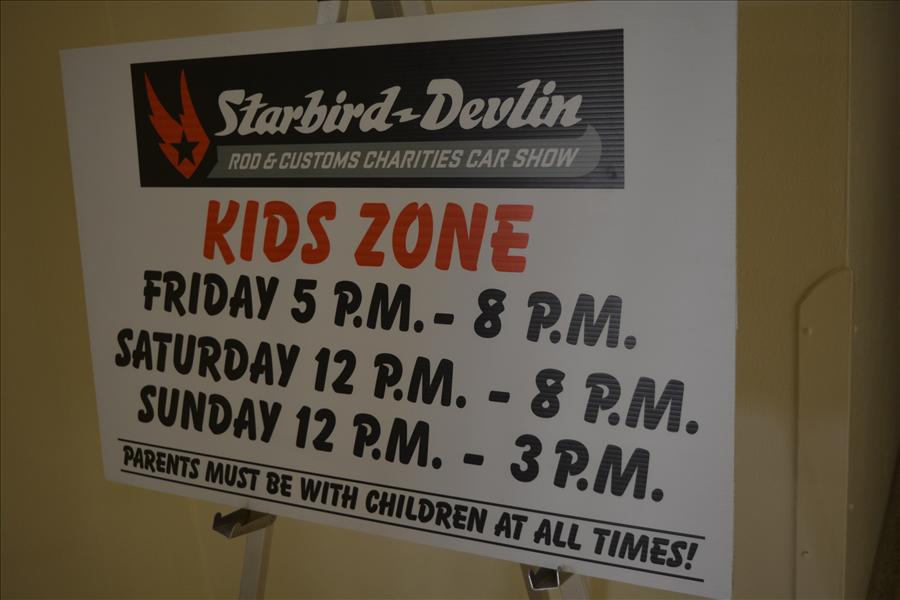 Starbird-Devlin
ROD & CUSTOMS CHARITIES CAR SHOW
KIDS ZONE
FRIDAY 5 P.M. - 8 P.M.
SATURDAY 12 P.M. - 8 P.M.
SUNDAY 12 P.M. - 3 P.M.
PARENTS MUST BE WITH CHILDREN AT ALL TIMES!